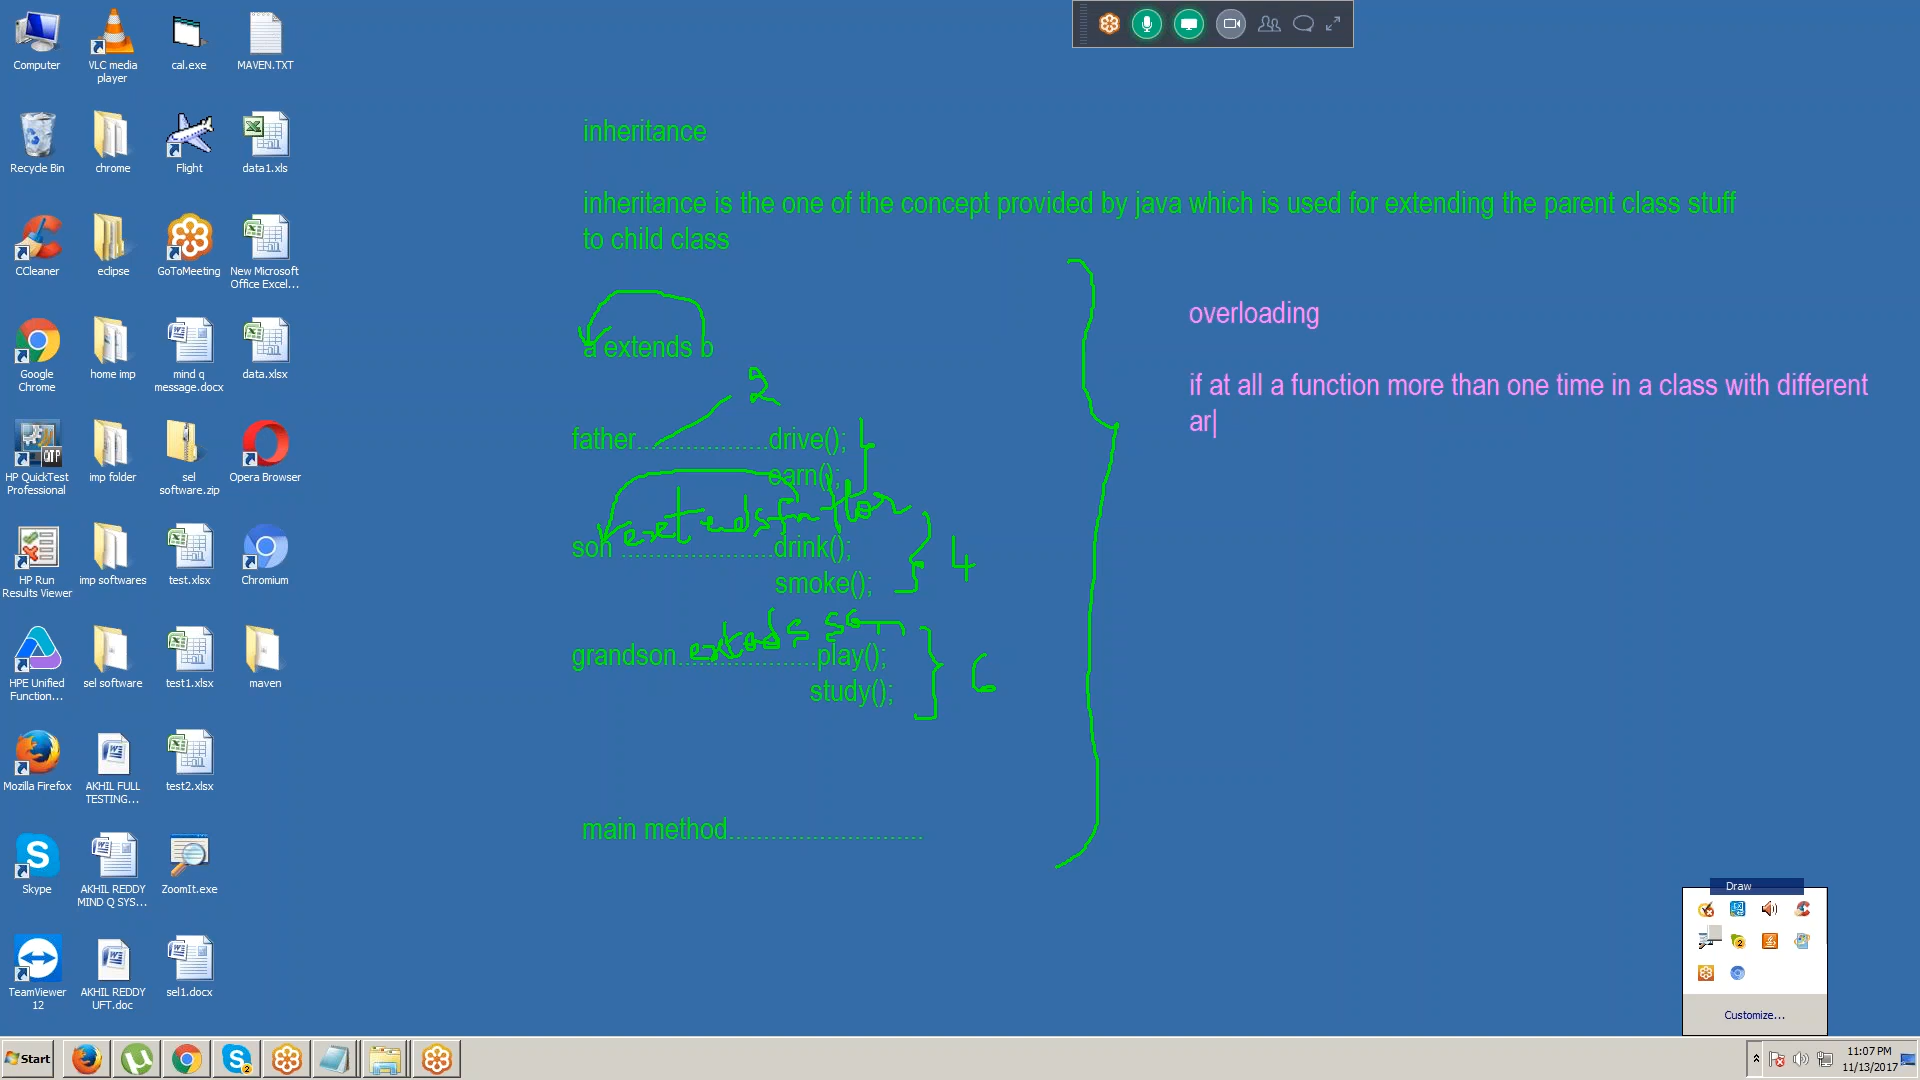 Computer
VLC media
player
cal.exe
MAVEN.TXT
Recycle Bin
chrome
Flight
data1.xls
CCleaner
eclipse
GoToMeeting
New Microsoft
Office Excel...
Google
Chrome
home imp
mind q
message.docx
data.xlsx
HP QuickTest
Professional
QTP
imp folder
sel
software.zip
Opera Browser
HP Run
Results Viewer
imp softwares
test.xlsx
Chromium
HPE Unified
Function...
sel software
test1.xlsx
maven
Mozilla Firefox
AKHIL FULL
TESTING...
test2.xlsx
Skype
AKHIL REDDY
MIND Q SYS...
ZoomIt.exe
TeamViewer
12
AKHIL REDDY
UFT.doc
sel1.docx
inheritance
inheritance is the one of the concept provided by java which is used for extending the parent class stuff
to child class
a extends b
2
father.....................drive();
earn();
extends
son ........................drink();
4
smoke();
grandson......................play();
6
study();
main method..............................
overloading
if at all a function more than one time in a class with different
ar
Draw
Customize...
Start
11:07 PM
11/13/2017